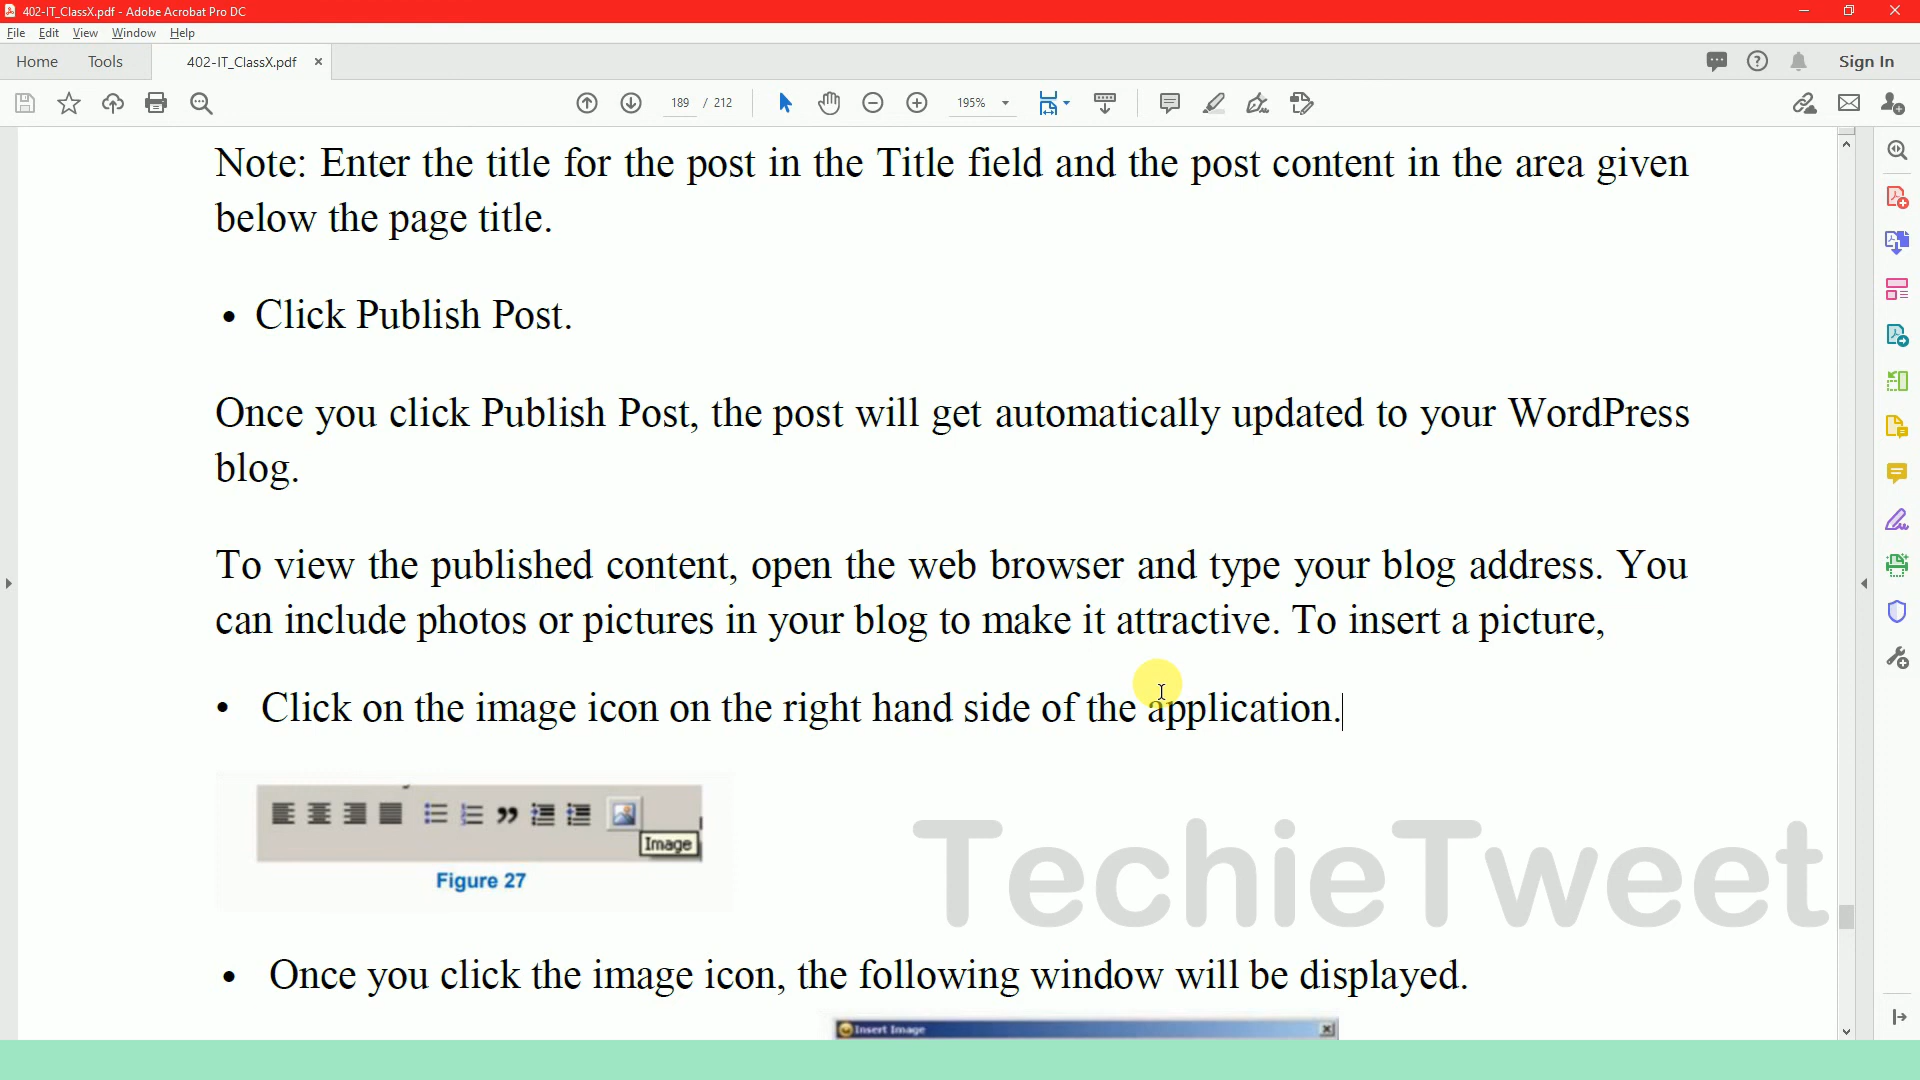 402-IT_ClassX.pdf - Adobe Acrobat Pro DC
File Edit View Window Help
Home Tools 402-IT_ClassX.pdf × Sign In
189 / 212 195%
Note: Enter the title for the post in the Title field and the post content in the area given
below the page title.
• Click Publish Post.
Once you click Publish Post, the post will get automatically updated to your WordPress
blog.
To view the published content, open the web browser and type your blog address. You
can include photos or pictures in your blog to make it attractive. To insert a picture,
• Click on the image icon on the right hand side of the application.
Image
Figure 27
TechieTweet
• Once you click the image icon, the following window will be displayed.
Insert Image